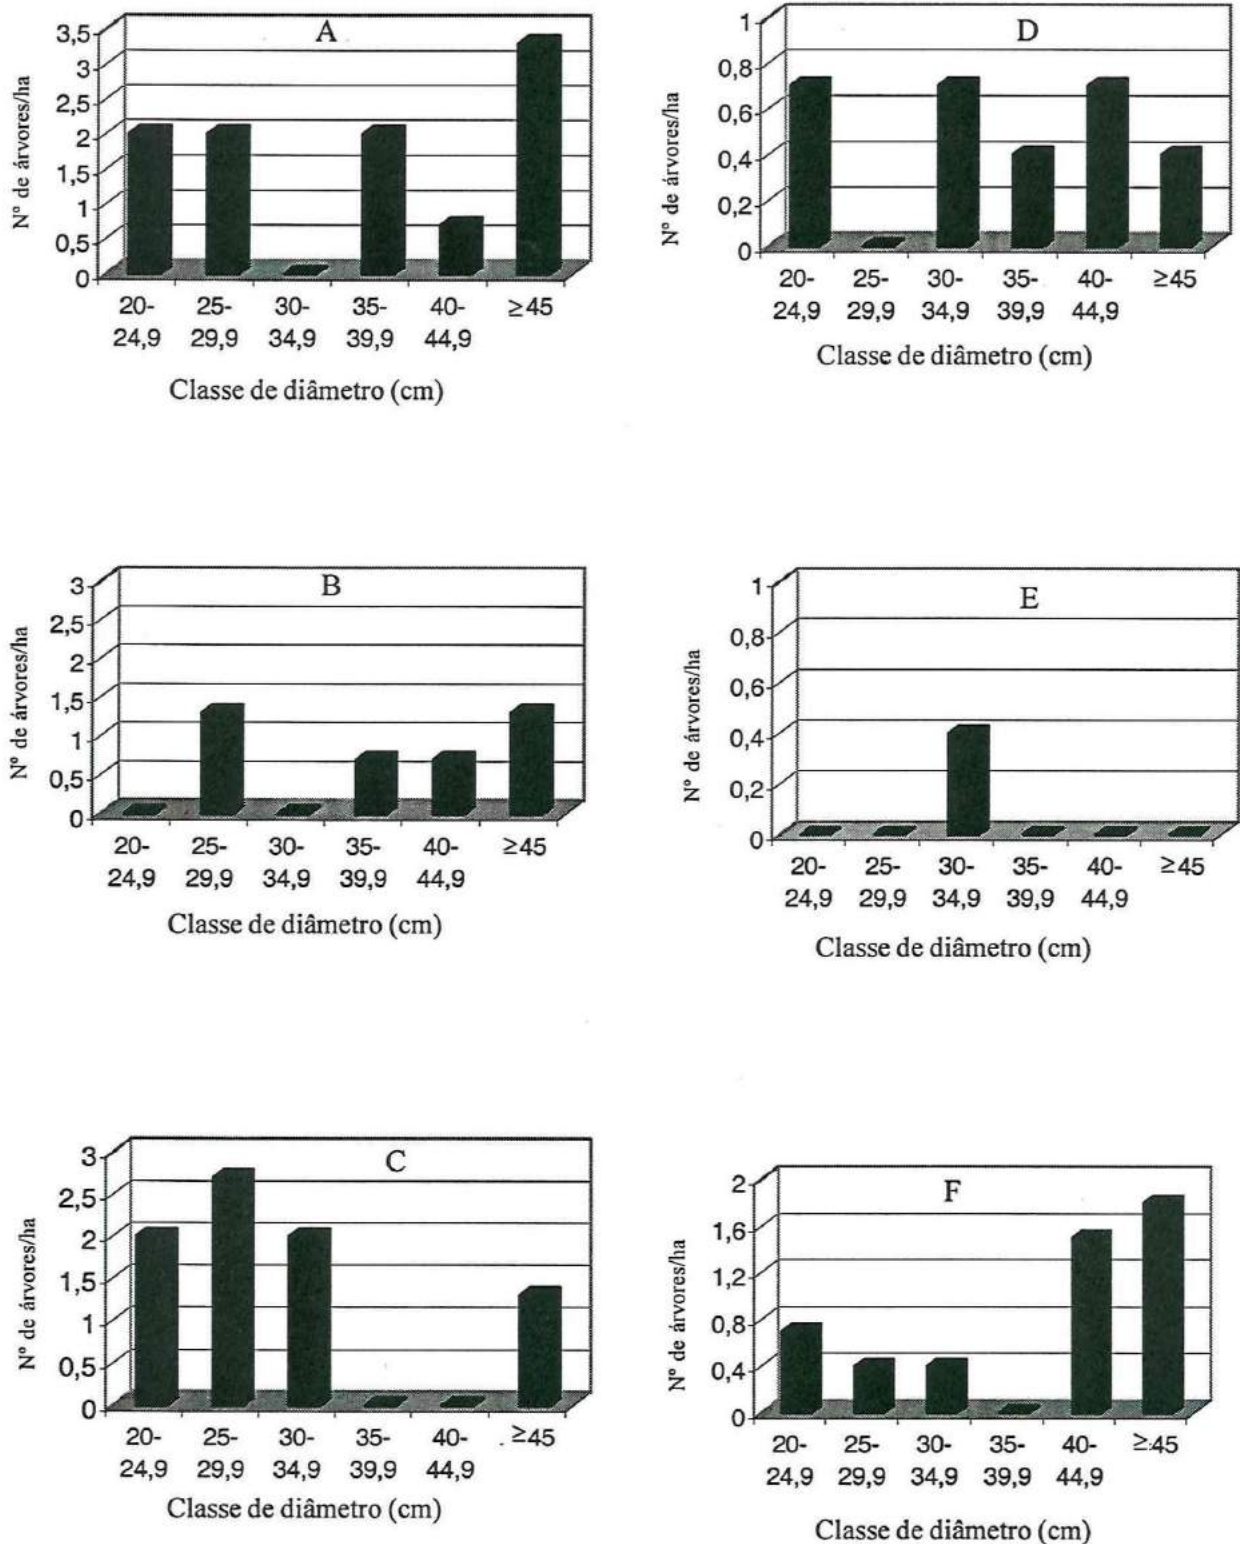 A
Nº de árvores/ha
3,5
3
2,5
2
1,5
1
0,5
0
20- 25- 30- 35- 40- ≥45
24,9 29,9 34,9 39,9 44,9
Classe de diâmetro (cm)
D
Nº de árvores/ha
1
0,8
0,6
0,4
0,2
0
20- 25- 30- 35- 40- ≥45
24,9 29,9 34,9 39,9 44,9
Classe de diâmetro (cm)
B
Nº de árvores/ha
3
2,5
2
1,5
1
0,5
0
20- 25- 30- 35- 40- ≥45
24,9 29,9 34,9 39,9 44,9
Classe de diâmetro (cm)
E
Nº de árvores/ha
1
0,8
0,6
0,4
0,2
0
20- 25- 30- 35- 40- ≥45
24,9 29,9 34,9 39,9 44,9
Classe de diâmetro (cm)
C
Nº de árvores/ha
3
2,5
2
1,5
1
0,5
0
20- 25- 30- 35- 40- ≥45
24,9 29,9 34,9 39,9 44,9
Classe de diâmetro (cm)
F
Nº de árvores/ha
2
1,6
1,2
0,8
0,4
0
20- 25- 30- 35- 40- ≥45
24,9 29,9 34,9 39,9 44,9
Classe de diâmetro (cm)